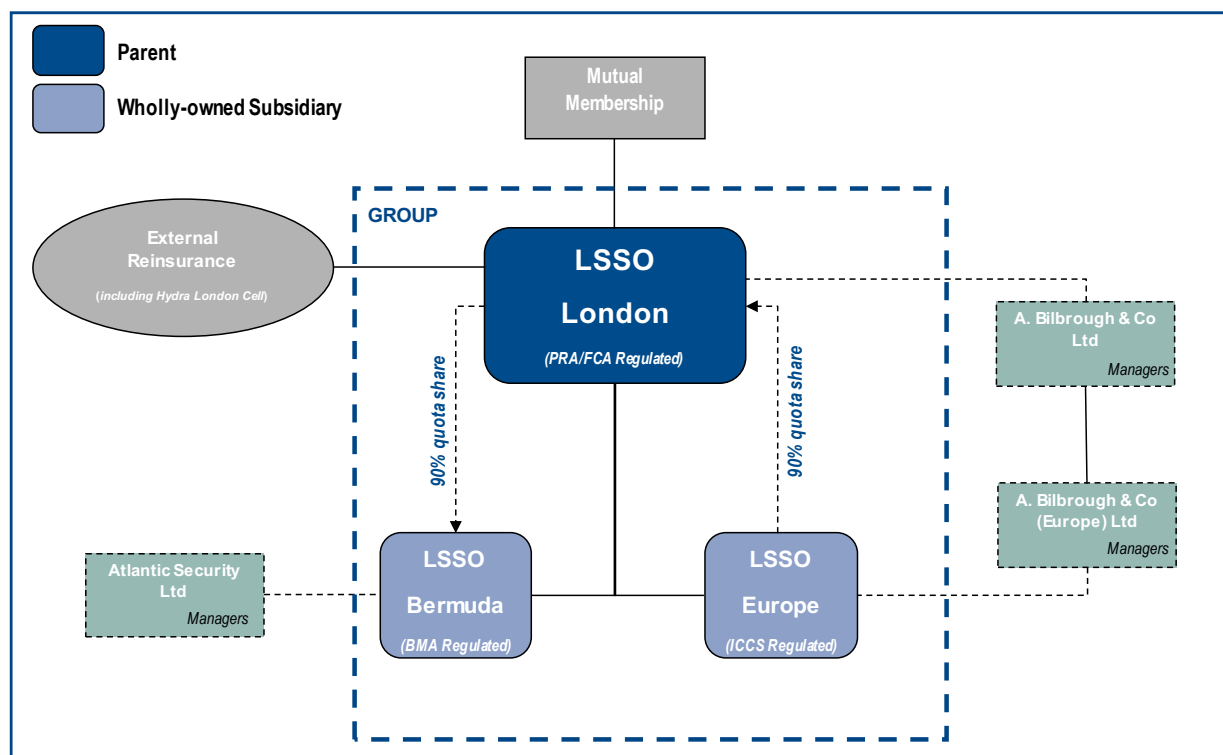 Parent
Wholly-owned Subsidiary
Mutual
Membership
GROUP
External
Reinsurance
(including Hydra London Cell)
LSSO
London
(PRA/FCA Regulated)
A. Bilbrough & Co
Ltd
Managers
90% quota share
90% quota share
A. Bilbrough & Co
(Europe) Ltd
Managers
Atlantic Security
Ltd
Managers
LSSO
Bermuda
(BMA Regulated)
LSSO
Europe
(ICCS Regulated)